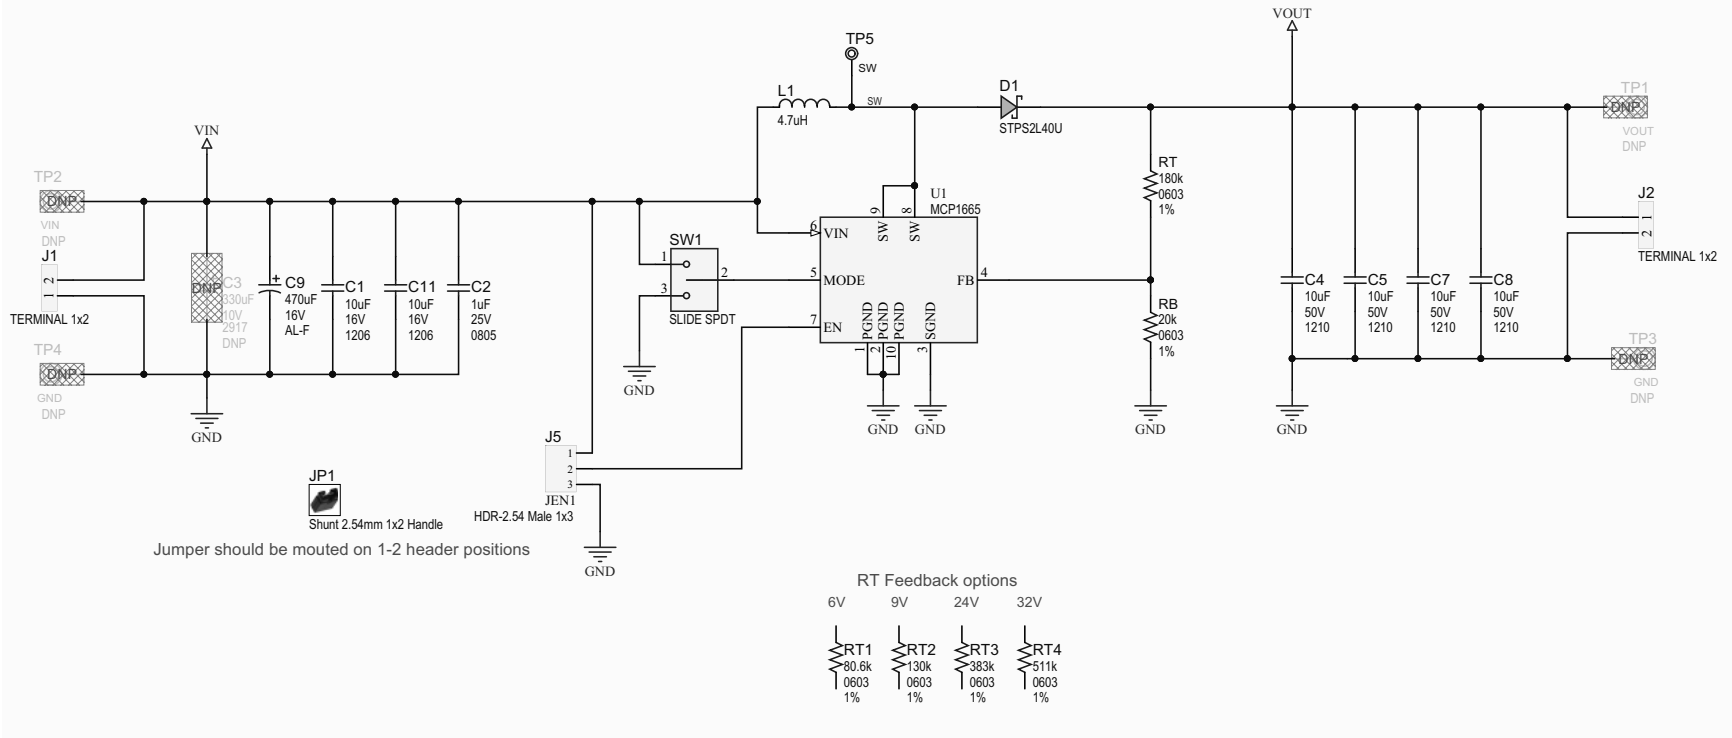 VOUT
TP5
SW
TP1
DNP
VOUT
DNP
L1
4.7uH
SW
D1
STPS2L40U
VIN
TP2
DNP
VIN
DNP
J1
2
1
TERMINAL 1x2
TP4
DNP
GND
DNP
DNP
C3
330uF
10V
2917
DNP
+
C9
470uF
16V
AL-F
C1
10uF
16V
1206
C11
10uF
16V
1206
C2
1uF
25V
0805
GND
SW1
1
2
3
SLIDE SPDT
GND
U1
MCP1665
9
8
SW
SW
6
VIN
5
MODE
7
EN
FB
4
PGND
PGND
PGND
SGND
1
2
10
3
GND
GND
RT
180k
0603
1%
RB
20k
0603
1%
GND
C4
10uF
50V
1210
C5
10uF
50V
1210
C7
10uF
50V
1210
C8
10uF
50V
1210
GND
J2
1
2
TERMINAL 1x2
TP3
DNP
GND
DNP
J5
1
2
3
JEN1
HDR-2.54 Male 1x3
GND
JP1
Shunt 2.54mm 1x2 Handle
Jumper should be mouted on 1-2 header positions
RT Feedback options
6V
9V
24V
32V
RT1
80.6k
0603
1%
RT2
130k
0603
1%
RT3
383k
0603
1%
RT4
511k
0603
1%